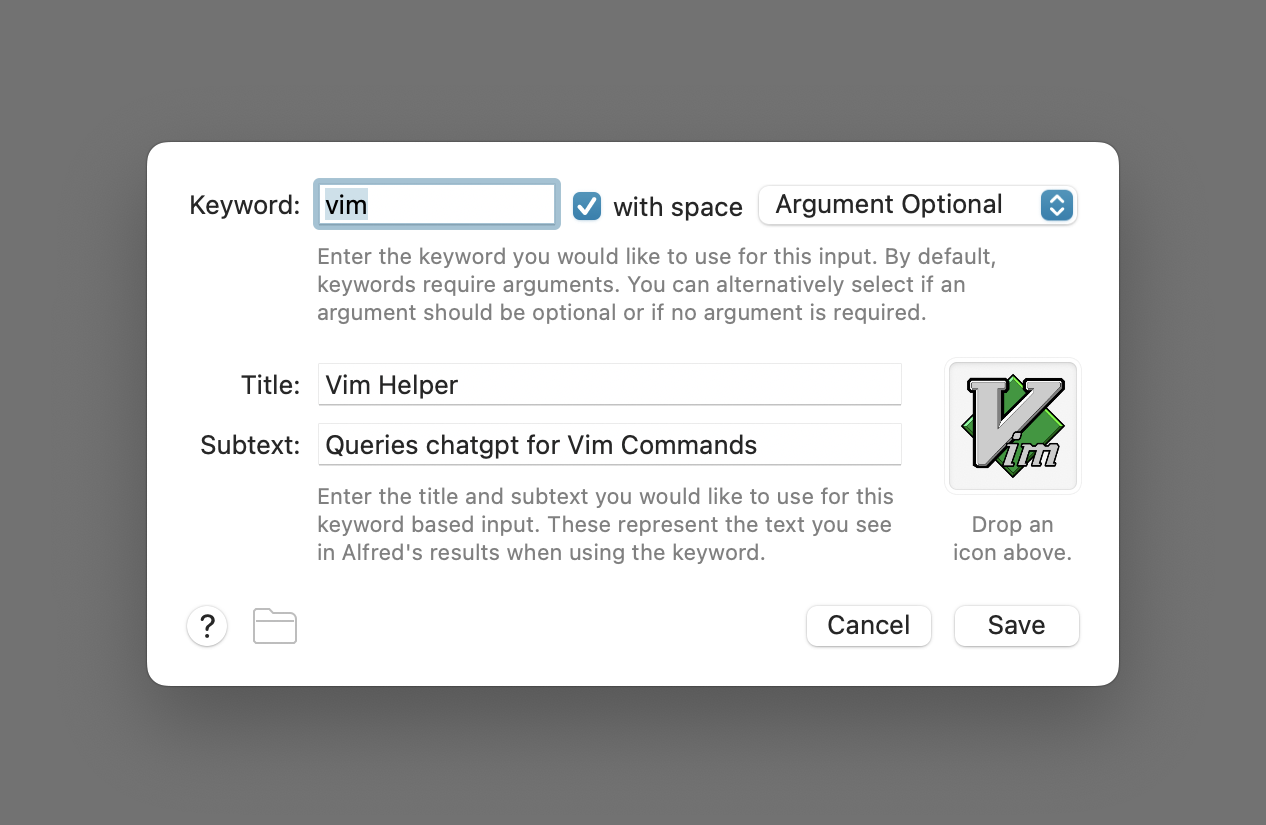 Keyword: vim with space Argument Optional
Enter the keyword you would like to use for this input. By default,
keywords require arguments. You can alternatively select if an
argument should be optional or if no argument is required.
Title: Vim Helper
Subtext: Queries chatgpt for Vim Commands
Vim
Enter the title and subtext you would like to use for this
keyword based input. These represent the text you see
in Alfred's results when using the keyword.
Drop an
icon above.
? Cancel Save